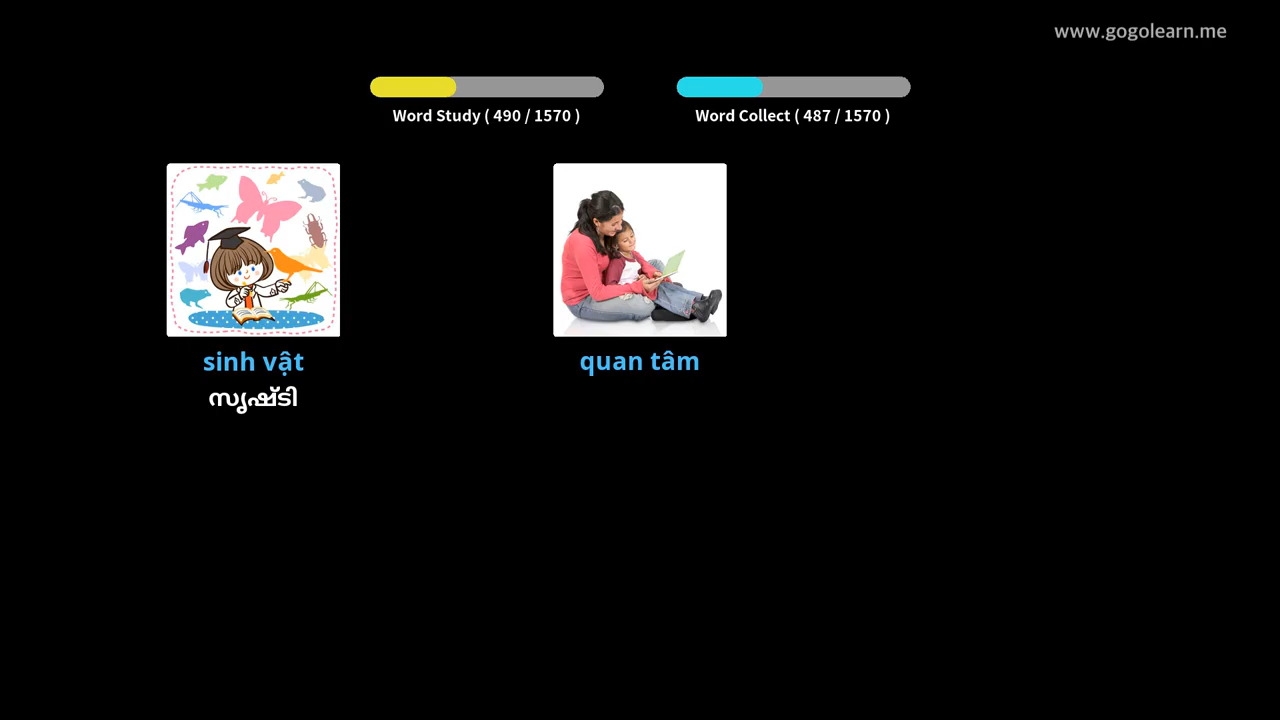 www.gogolearn.me
Word Study ( 490 / 1570 )
Word Collect ( 487 / 1570 )
sinh vật
സൃഷ്ടി
quan tâm